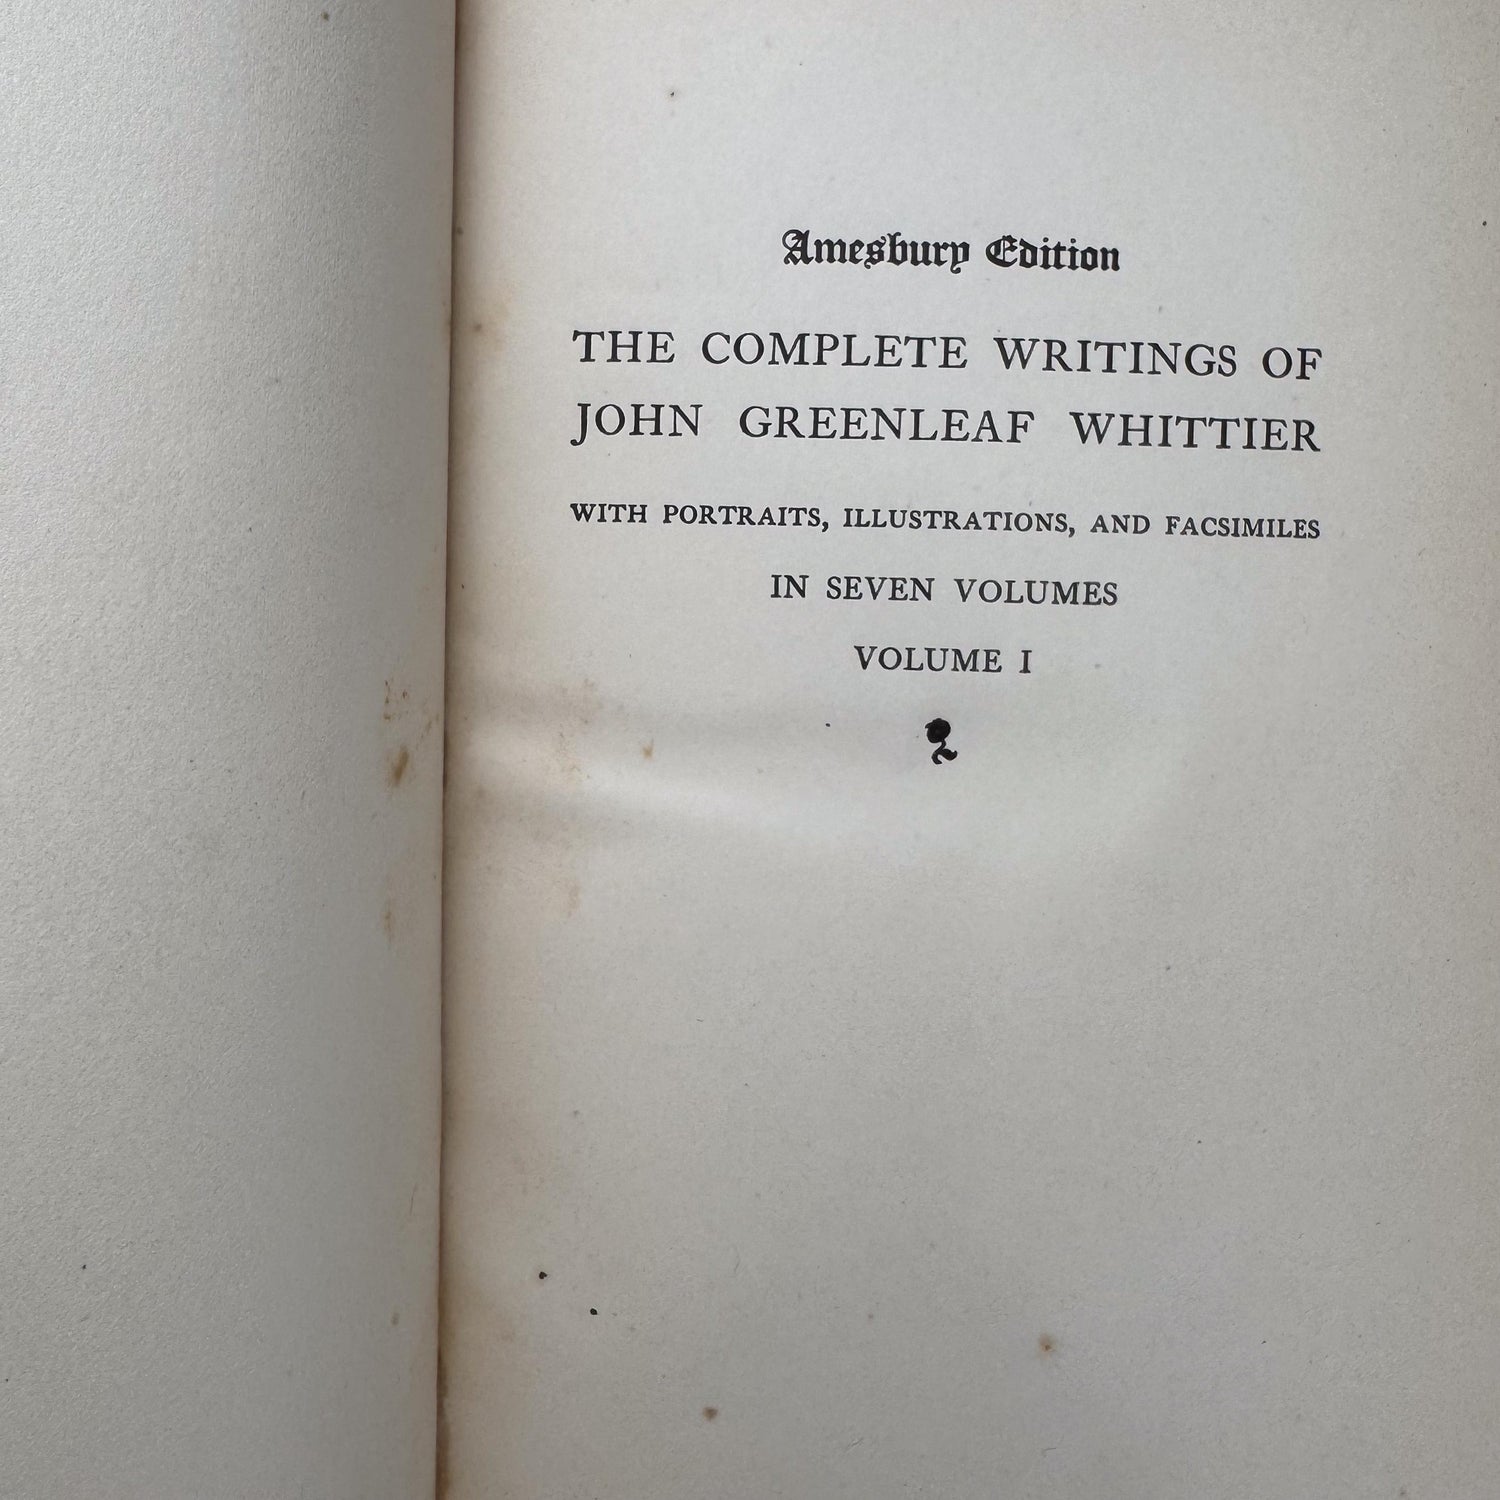 Amesbury Edition
THE COMPLETE WRITINGS OF
JOHN GREENLEAF WHITTIER
WITH PORTRAITS, ILLUSTRATIONS, AND FACSIMILES
IN SEVEN VOLUMES
VOLUME I